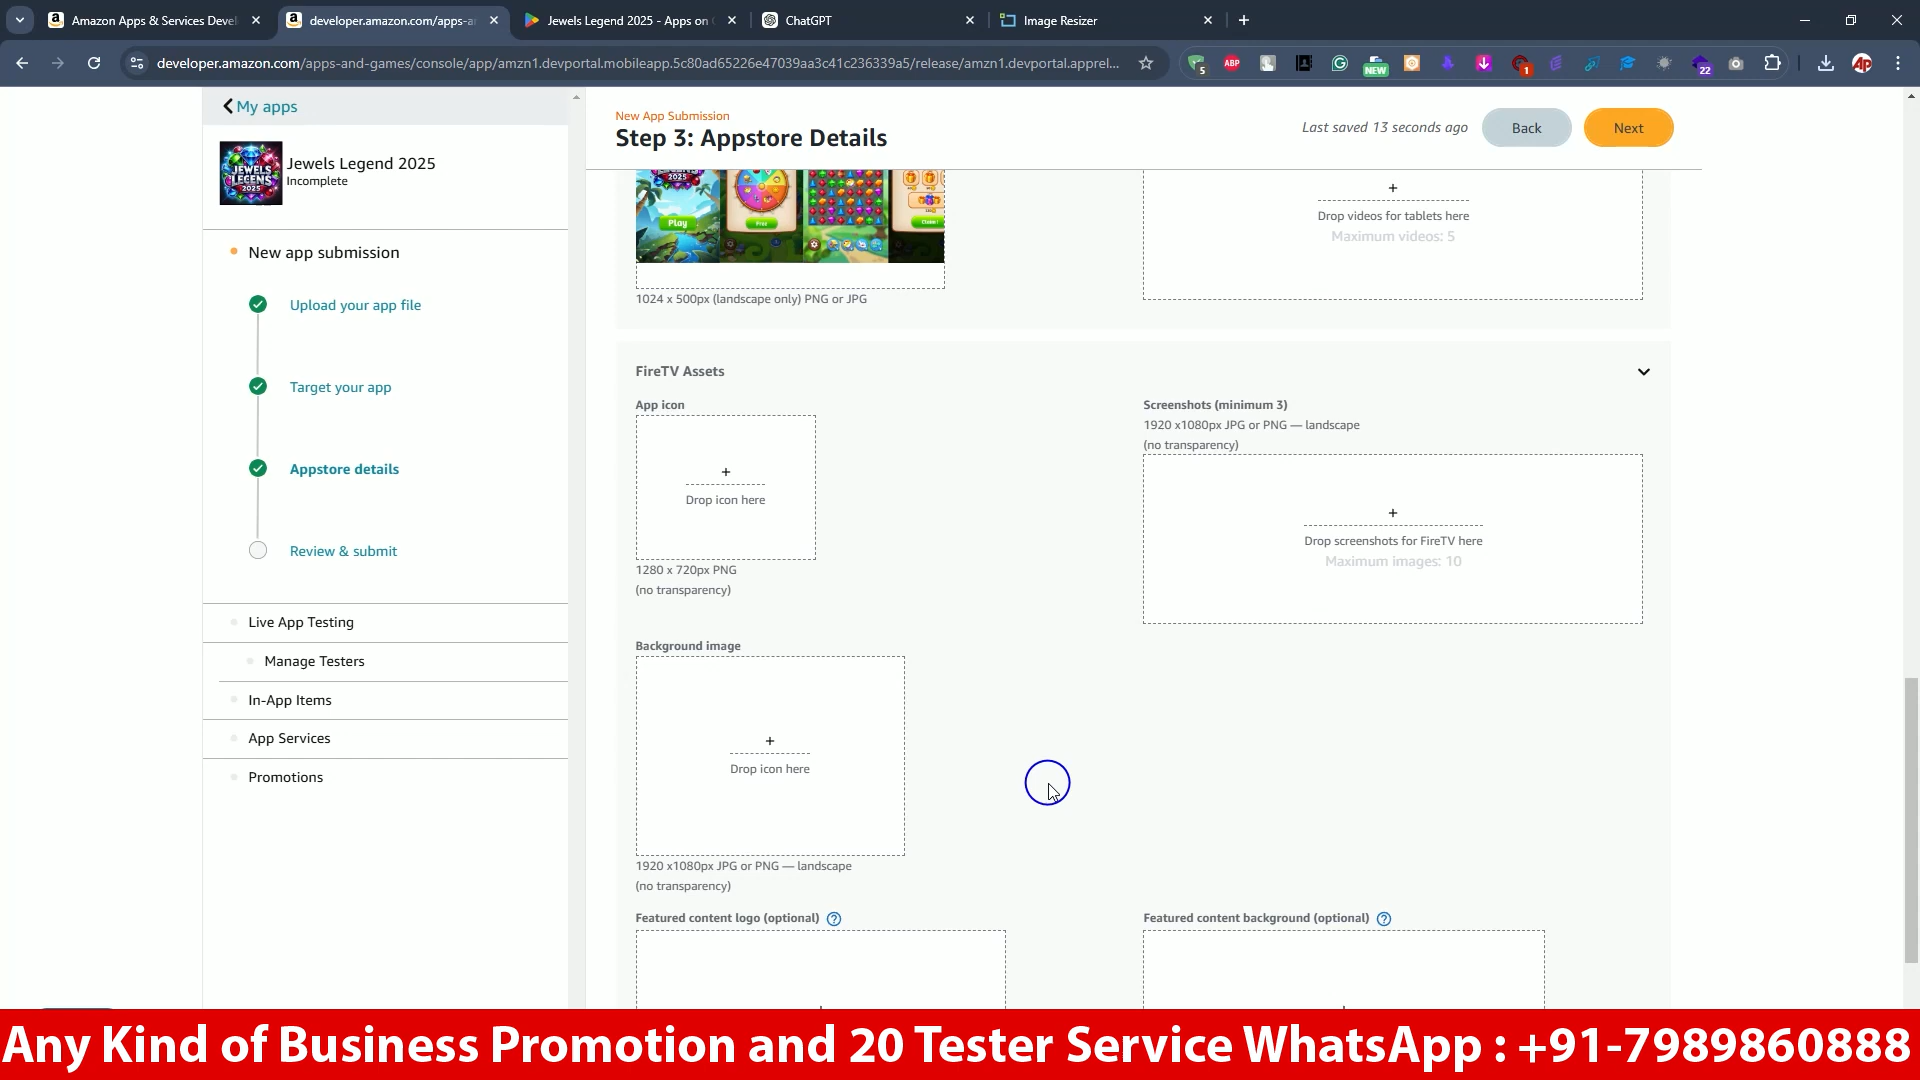 Amazon Apps & Services Devel
developer.amazon.com/apps-a
Jewels Legend 2025 - Apps on
ChatGPT
Image Resizer
developer.amazon.com/apps-and-games/console/app/amzn1.devportal.mobileapp.5c80ad65226e47039aa3c41c236339a5/release/amzn1.devportal.apprel...
5
ABP
NEW
1
22
My apps
Jewels Legend 2025
Incomplete
New app submission
Upload your app file
Target your app
Appstore details
Review & submit
Live App Testing
Manage Testers
In-App Items
App Services
Promotions
New App Submission
Step 3: Appstore Details
Last saved 13 seconds ago
Back
Next
Play
Free
1024 x 500px (landscape only) PNG or JPG
+
Drop videos for tablets here
Maximum videos: 5
FireTV Assets
App icon
+
Drop icon here
1280 x 720px PNG
(no transparency)
Screenshots (minimum 3)
1920 x1080px JPG or PNG — landscape
(no transparency)
+
Drop screenshots for FireTV here
Maximum images: 10
Background image
+
Drop icon here
1920 x1080px JPG or PNG — landscape
(no transparency)
Featured content logo (optional) ?
Featured content background (optional) ?
Any Kind of Business Promotion and 20 Tester Service WhatsApp : +91-7989860888